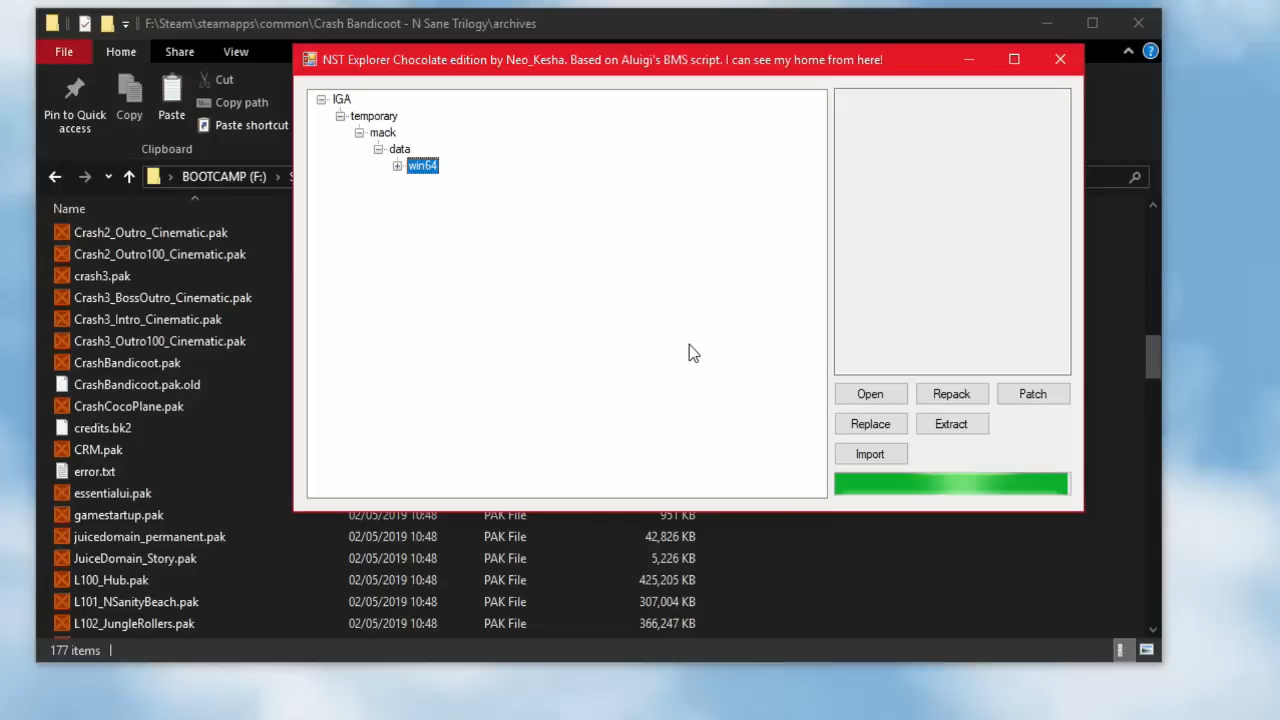 F:\Steam\steamapps\common\Crash Bandicoot - N Sane Trilogy\archives
File
Home
Share
View
Pin to Quick access
Copy
Paste
Cut
Copy path
Paste shortcut
Clipboard
BOOTCAMP (F:)
Name
Crash2_Outro_Cinematic.pak
Crash2_Outro100_Cinematic.pak
crash3.pak
Crash3_BossOutro_Cinematic.pak
Crash3_Intro_Cinematic.pak
Crash3_Outro100_Cinematic.pak
CrashBandicoot.pak
CrashBandicoot.pak.old
CrashCocoPlane.pak
credits.bk2
CRM.pak
error.txt
essentialui.pak
gamestartup.pak 02/05/2019 10:48 PAK File 951 KB
juicedomain_permanent.pak 02/05/2019 10:48 PAK File 42,826 KB
JuiceDomain_Story.pak 02/05/2019 10:48 PAK File 5,226 KB
L100_Hub.pak 02/05/2019 10:48 PAK File 425,205 KB
L101_NSanityBeach.pak 02/05/2019 10:48 PAK File 307,004 KB
L102_JungleRollers.pak 02/05/2019 10:48 PAK File 366,247 KB
177 items
NST Explorer Chocolate edition by Neo_Kesha. Based on Aluigi's BMS script. I can see my home from here!
IGA
temporary
mack
data
win64
Open
Repack
Patch
Replace
Extract
Import